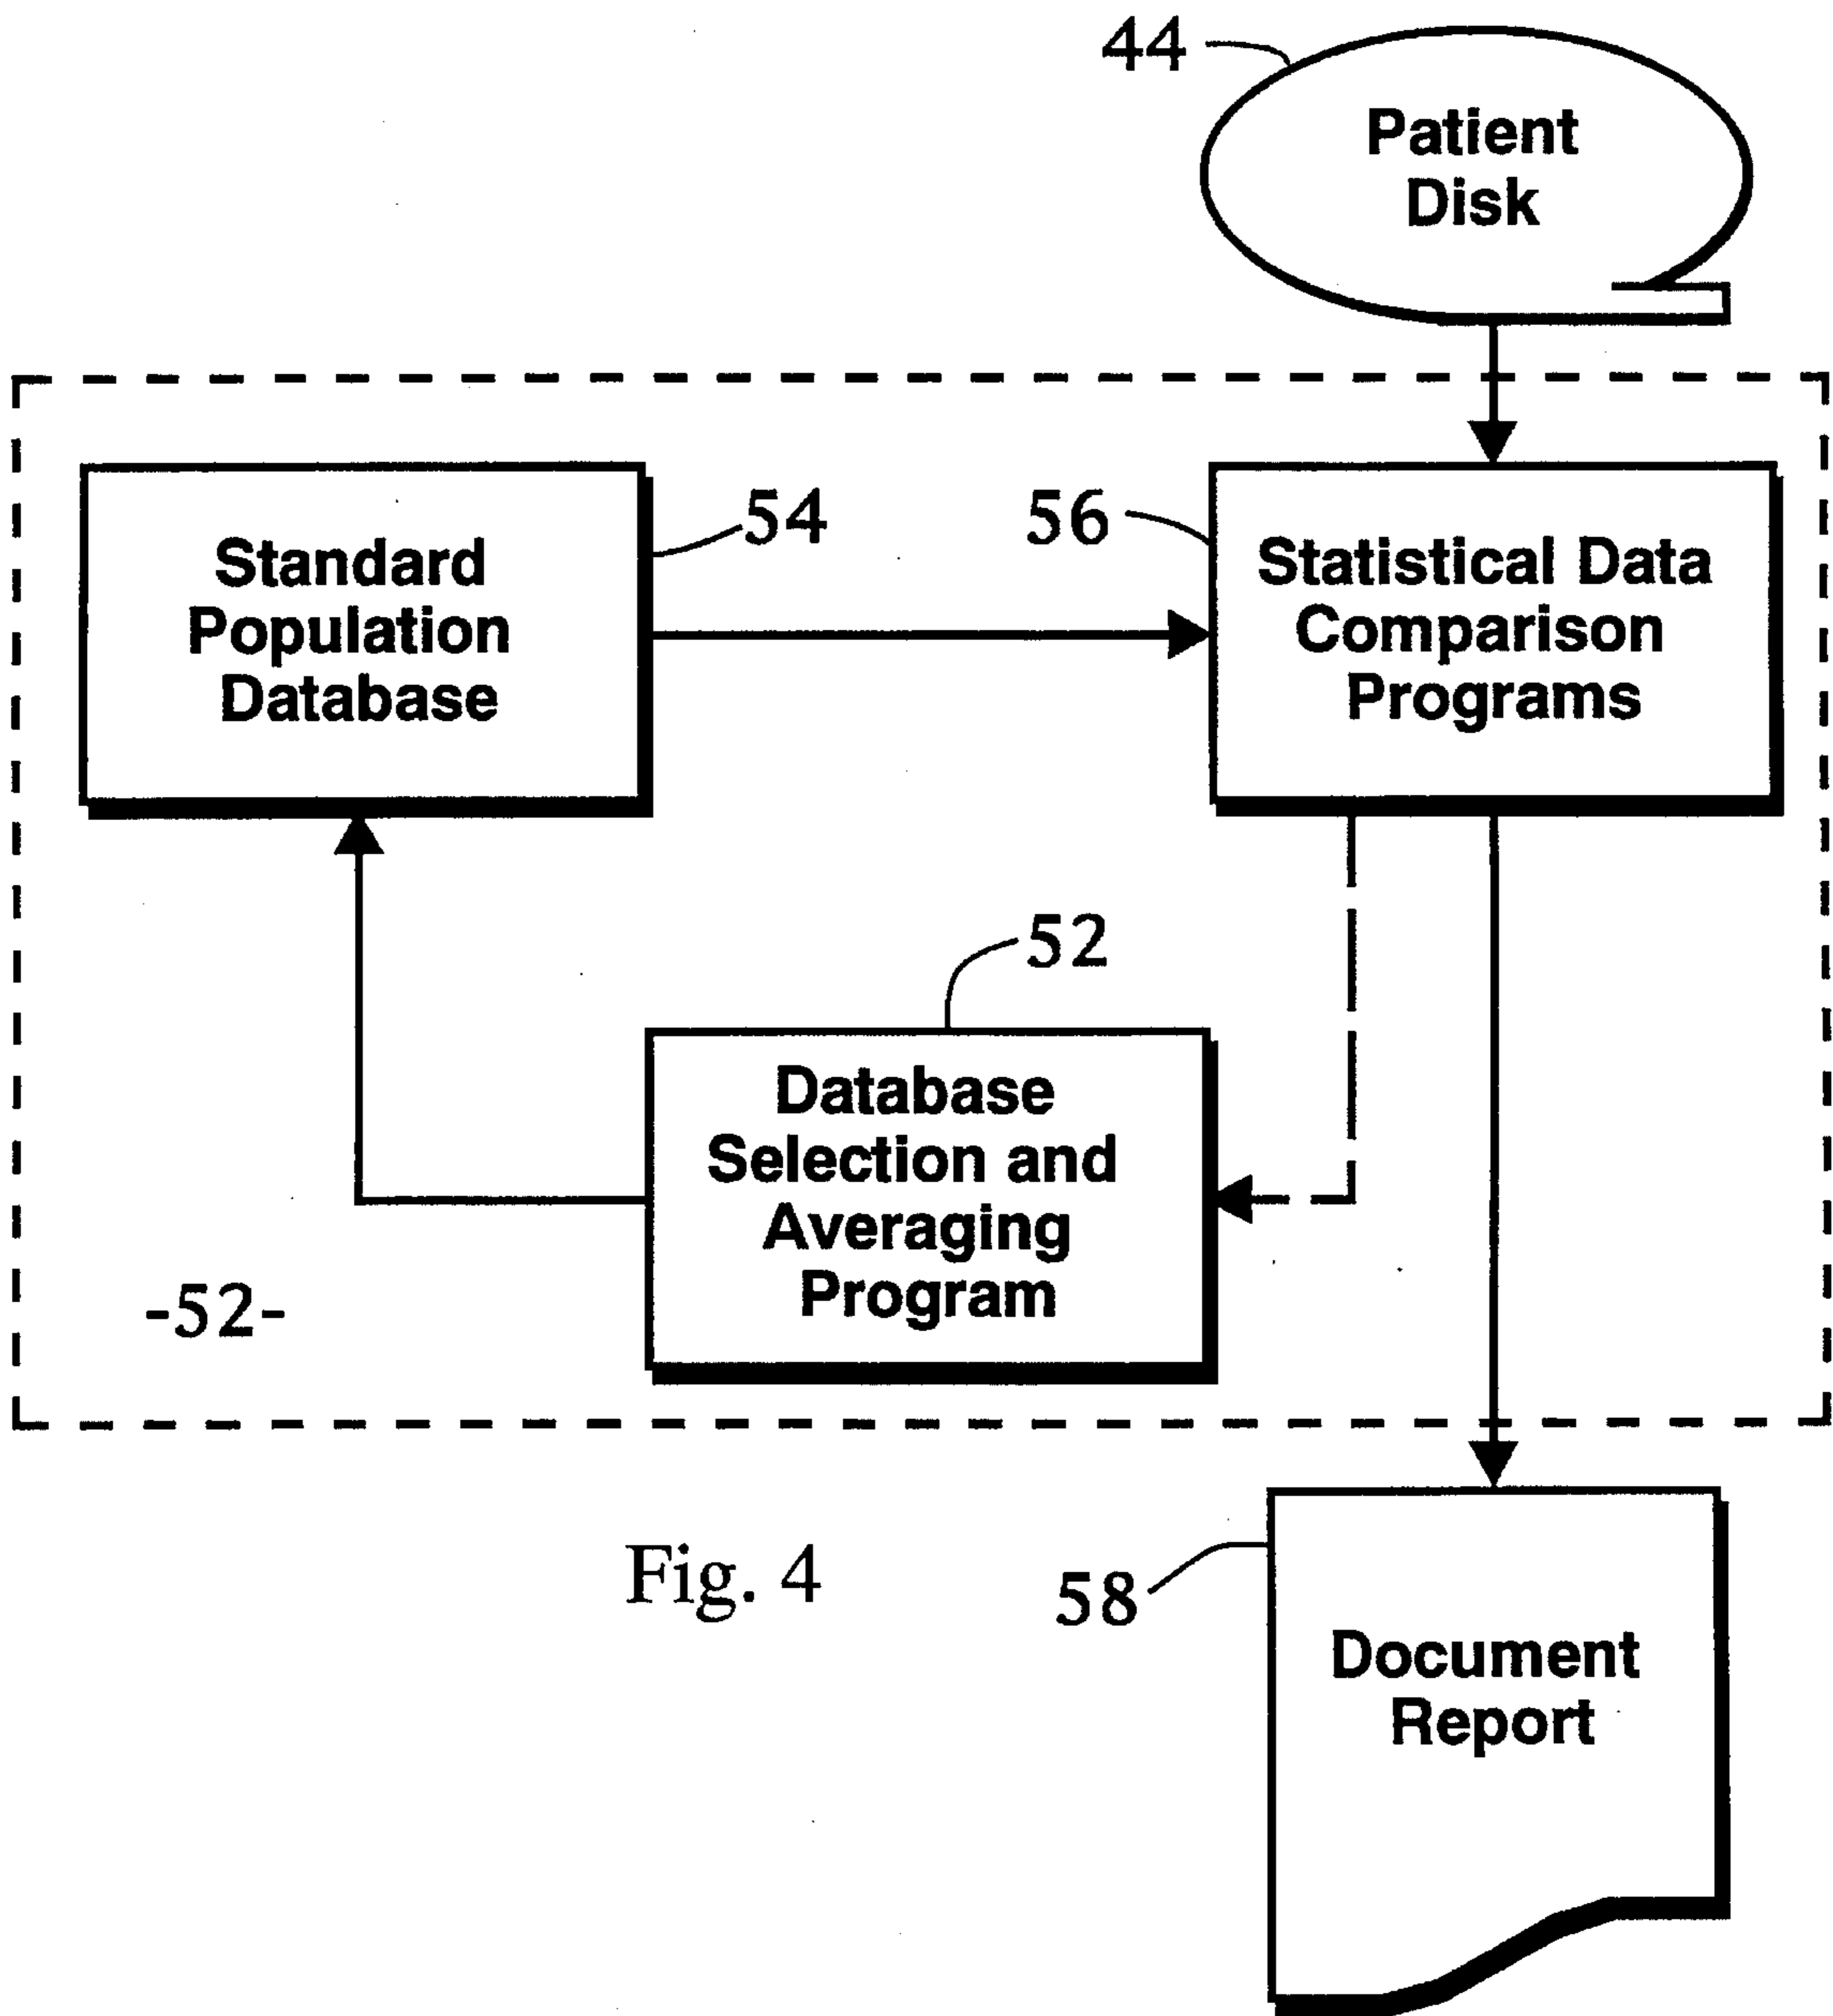 44
Patient
Disk
54
56
Standard
Population
Database
Statistical Data
Comparison
Programs
52
Database
Selection and
Averaging
Program
-52-
Fig. 4
58
Document
Report